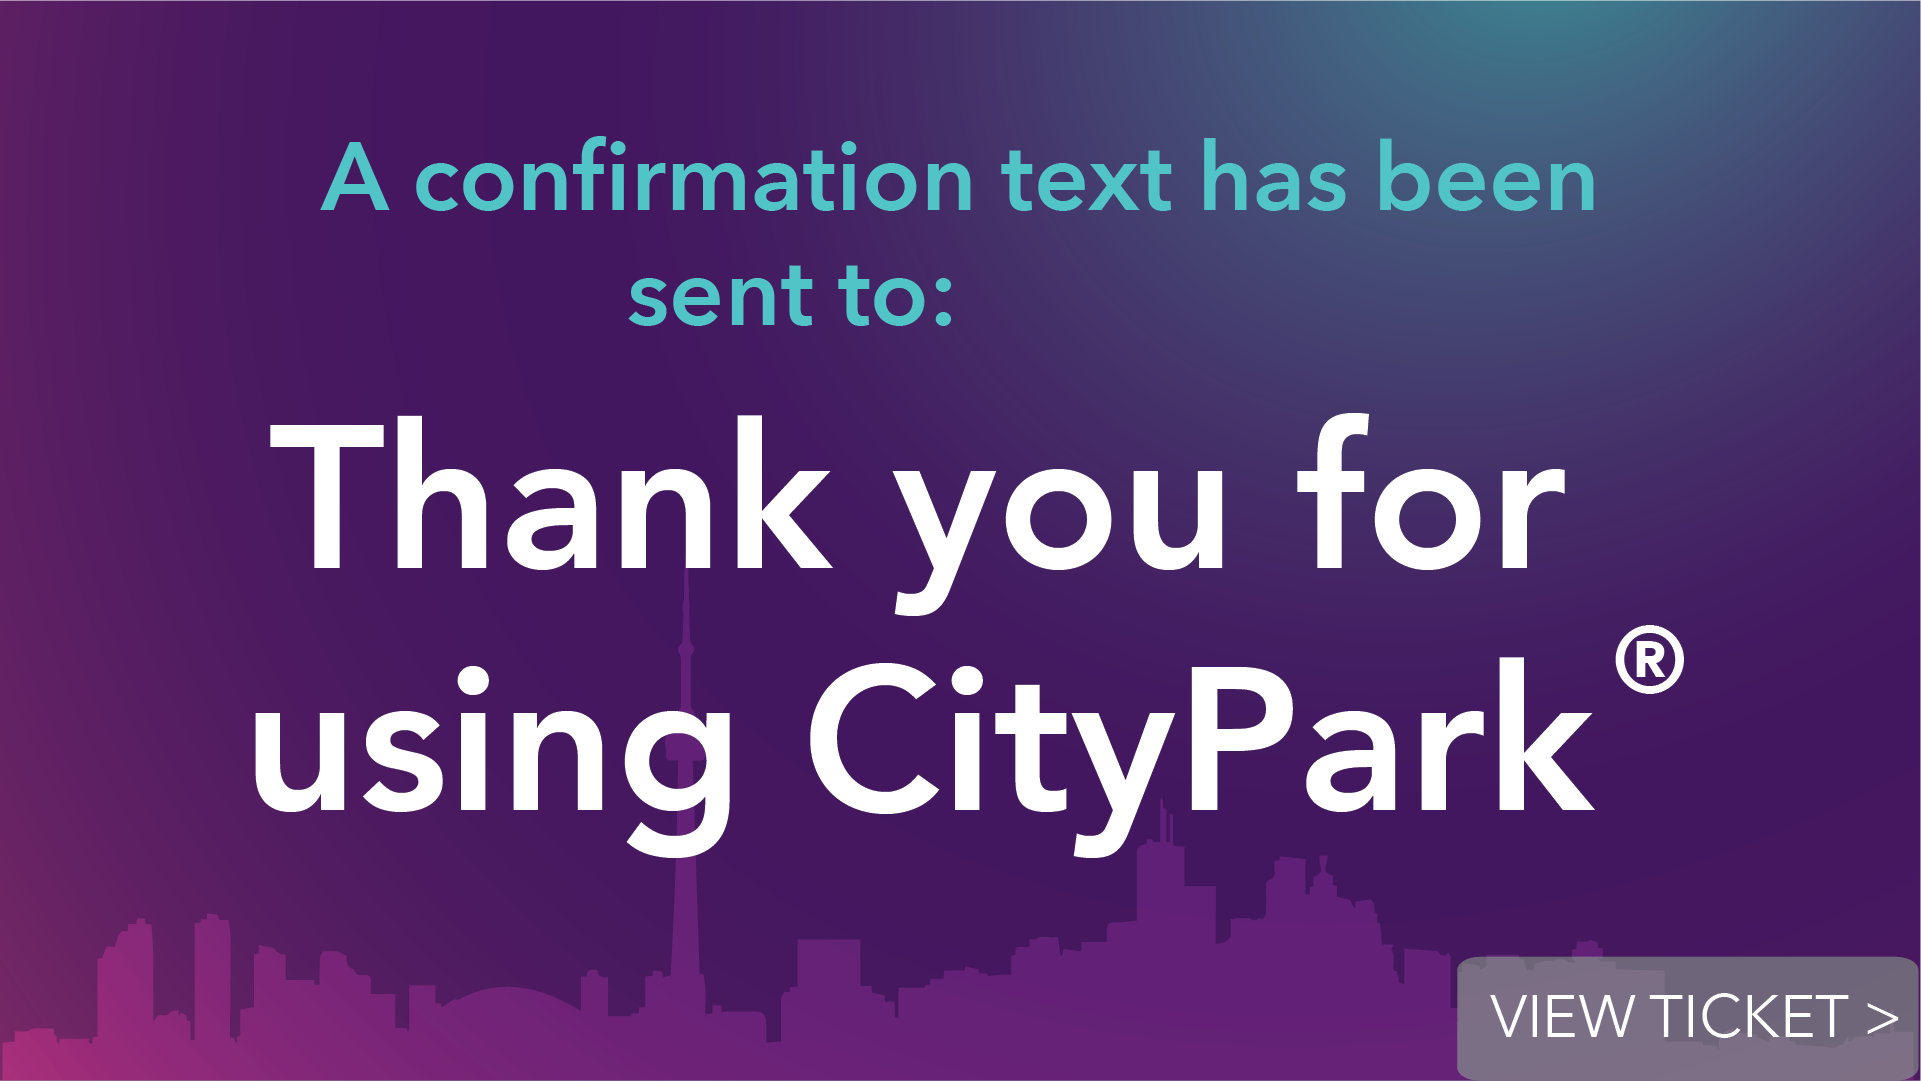 A confirmation text has been
sent to:
Thank you for
using CityPark®
VIEW TICKET >